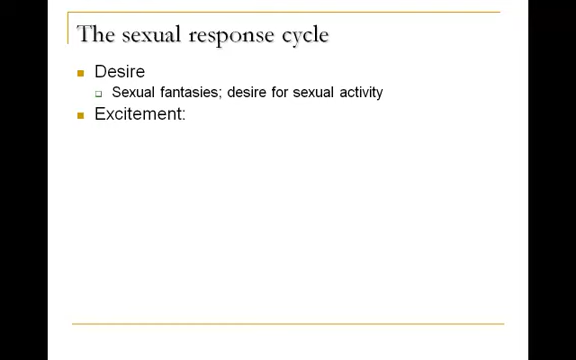 The sexual response cycle
Desire
Sexual fantasies; desire for sexual activity
Excitement: